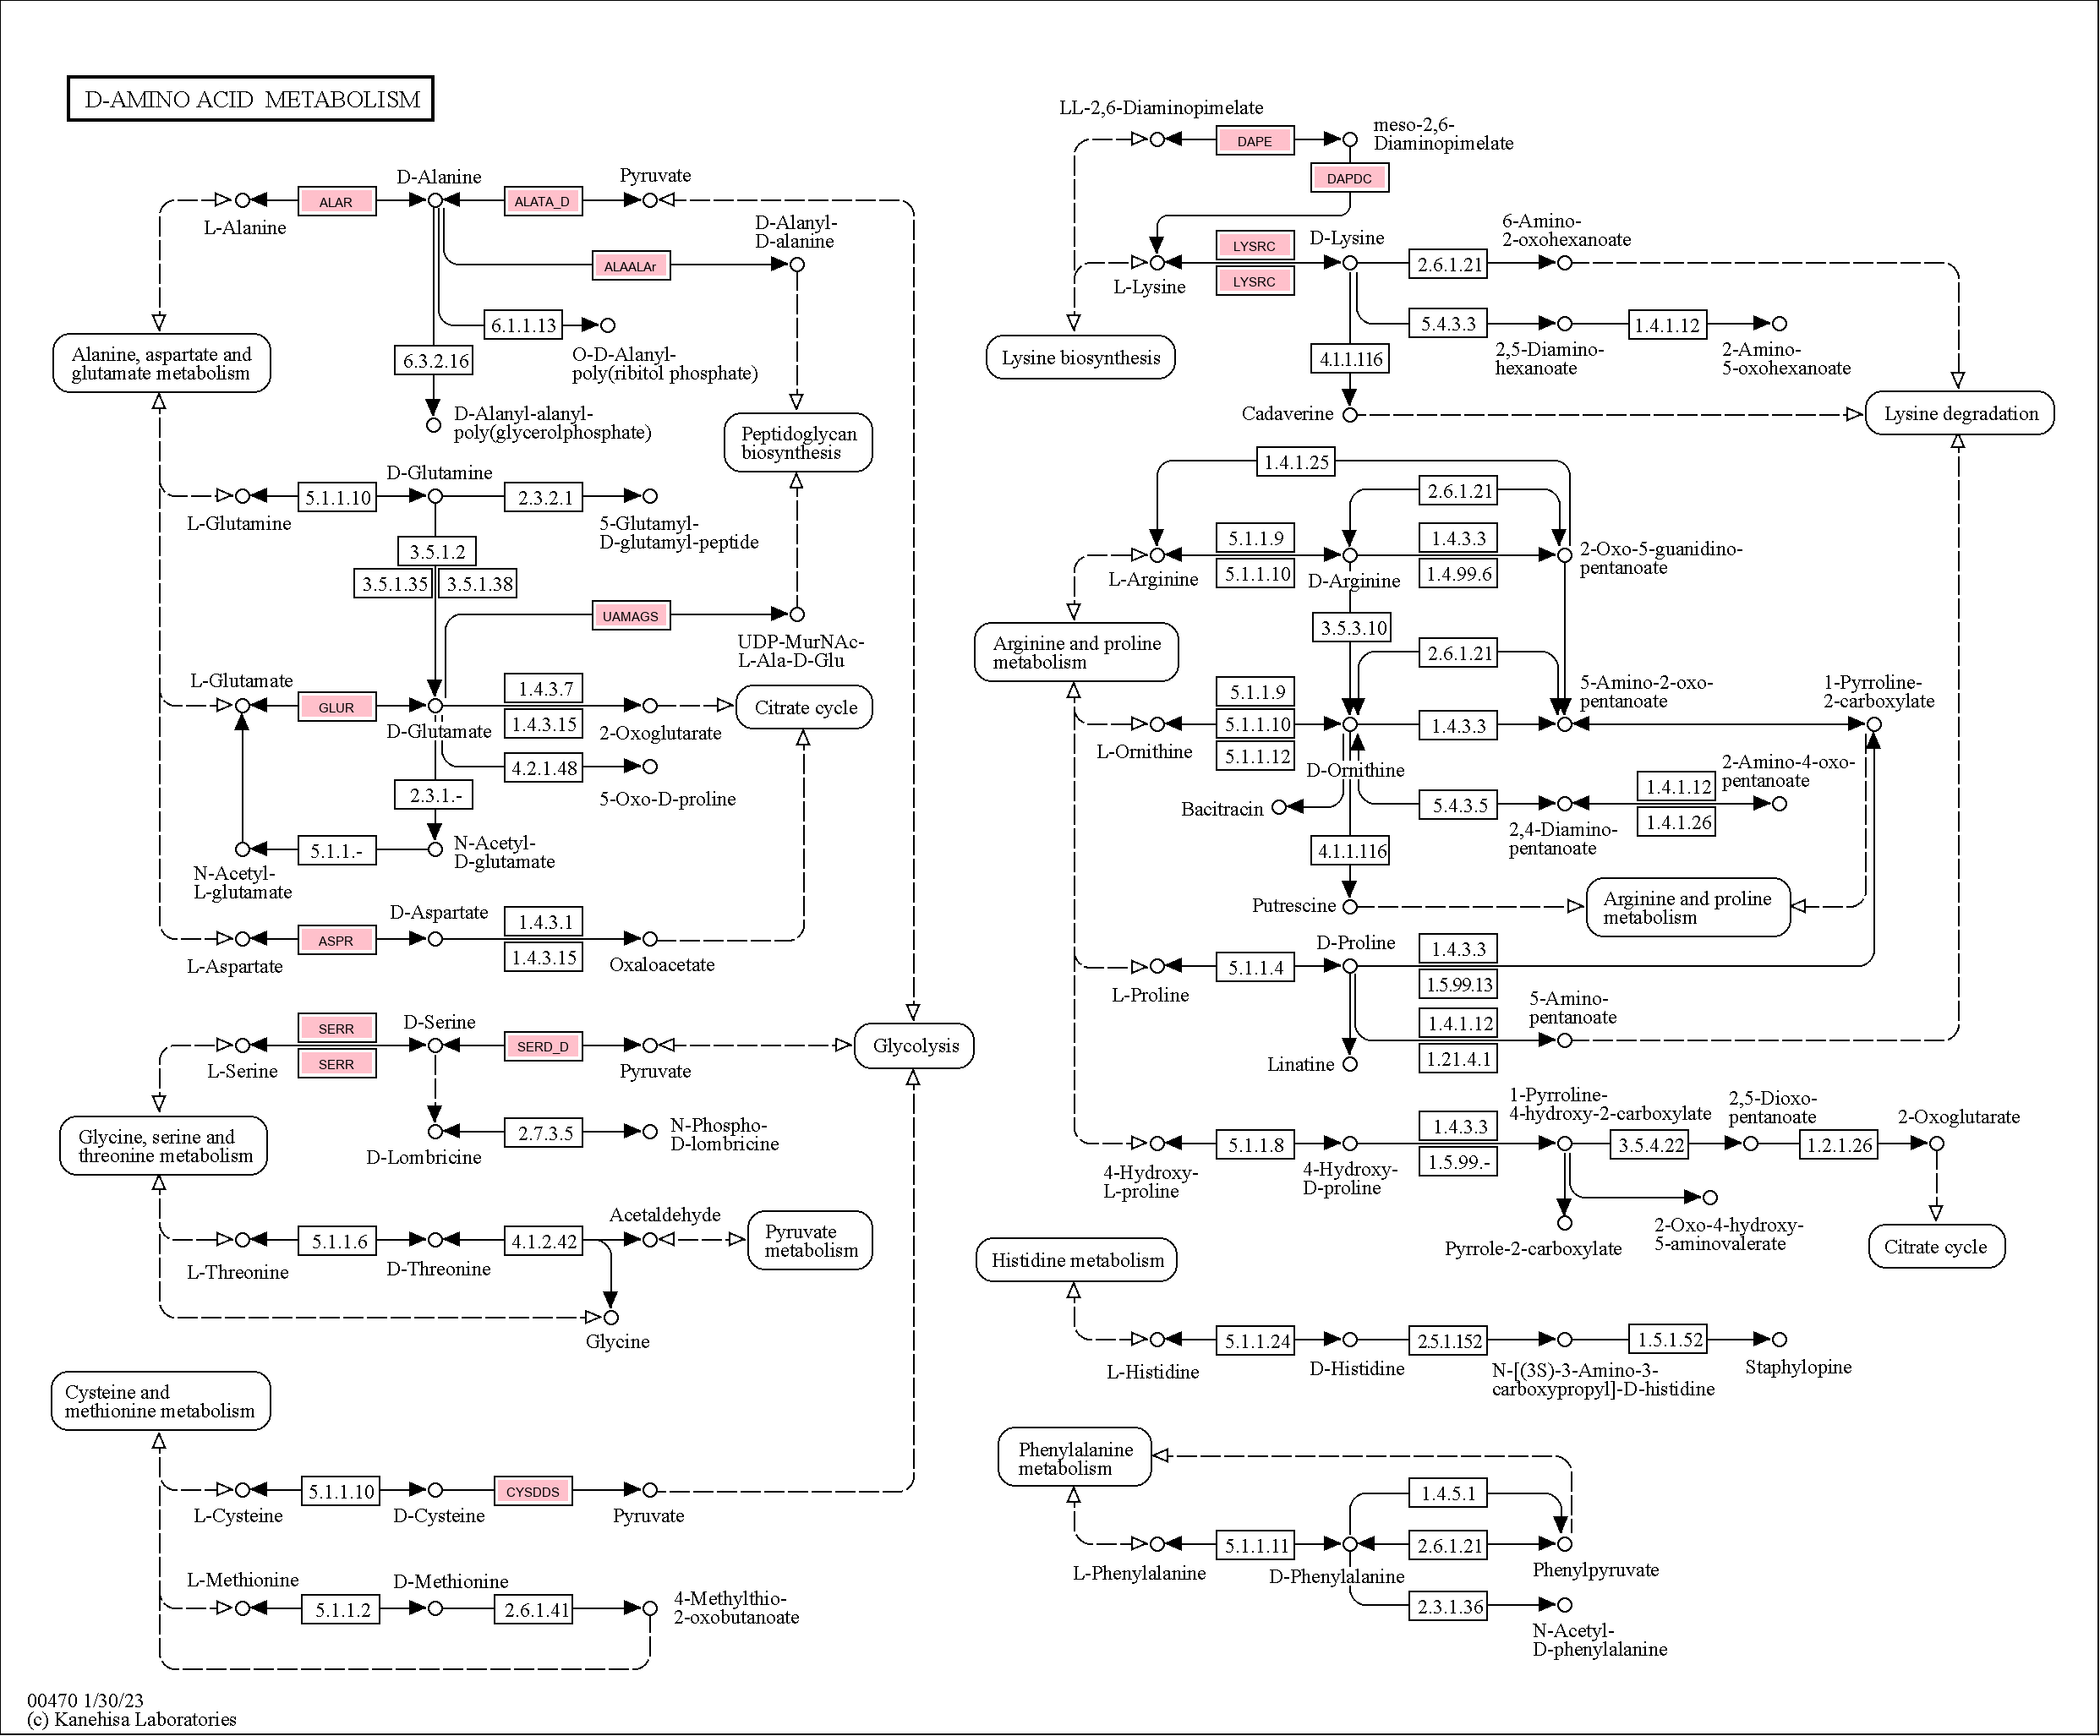 D-AMINO ACID METABOLISM
D-Alanine
Pyruvate
ALAR
ALATA_D
L-Alanine
D-Alanyl-
D-alanine
ALAALAr
6.1.1.13
O-D-Alanyl-
poly(ribitol phosphate)
6.3.2.16
Alanine, aspartate and
glutamate metabolism
D-Alanyl-alanyl-
poly(glycerolphosphate)
Peptidoglycan
biosynthesis
D-Glutamine
5.1.1.10
2.3.2.1
L-Glutamine
5-Glutamyl-
D-glutamyl-peptide
3.5.1.2
3.5.1.35
3.5.1.38
UAMAGS
UDP-MurNAc-
L-Ala-D-Glu
L-Glutamate
GLUR
1.4.3.7
1.4.3.15
Citrate cycle
D-Glutamate
2-Oxoglutarate
4.2.1.48
5-Oxo-D-proline
2.3.1.-
5.1.1.-
N-Acetyl-
D-glutamate
N-Acetyl-
L-glutamate
D-Aspartate
1.4.3.1
ASPR
1.4.3.15
L-Aspartate
Oxaloacetate
SERR
D-Serine
SERD_D
SERR
L-Serine
Pyruvate
Glycolysis
Glycine, serine and
threonine metabolism
2.7.3.5
D-Lombricine
N-Phospho-
D-lombricine
Acetaldehyde
5.1.1.6
4.1.2.42
Pyruvate
metabolism
L-Threonine
D-Threonine
Glycine
Cysteine and
methionine metabolism
5.1.1.10
CYSDDS
L-Cysteine
D-Cysteine
Pyruvate
L-Methionine
D-Methionine
5.1.1.2
2.6.1.41
4-Methylthio-
2-oxobutanoate
00470 1/30/23
(c) Kanehisa Laboratories
LL-2,6-Diaminopimelate
DAPE
meso-2,6-
Diaminopimelate
DAPDC
LYSRC
D-Lysine
6-Amino-
2-oxohexanoate
2.6.1.21
LYSRC
L-Lysine
5.4.3.3
1.4.1.12
2,5-Diamino-
hexanoate
2-Amino-
5-oxohexanoate
Lysine biosynthesis
4.1.1.116
Cadaverine
Lysine degradation
1.4.1.25
2.6.1.21
5.1.1.9
1.4.3.3
2-Oxo-5-guanidino-
pentanoate
5.1.1.10
1.4.99.6
L-Arginine
D-Arginine
3.5.3.10
Arginine and proline
metabolism
2.6.1.21
5.1.1.9
5-Amino-2-oxo-
pentanoate
1-Pyrroline-
2-carboxylate
5.1.1.10
1.4.3.3
5.1.1.12
L-Ornithine
D-Ornithine
2-Amino-4-oxo-
pentanoate
1.4.1.12
Bacitracin
5.4.3.5
1.4.1.26
2,4-Diamino-
pentanoate
4.1.1.116
Putrescine
Arginine and proline
metabolism
D-Proline
1.4.3.3
5.1.1.4
1.5.99.13
L-Proline
5-Amino-
pentanoate
1.4.1.12
Linatine
1.21.4.1
1-Pyrroline-
4-hydroxy-2-carboxylate
2,5-Dioxo-
pentanoate
2-Oxoglutarate
1.4.3.3
5.1.1.8
3.5.4.22
1.2.1.26
1.5.99.-
4-Hydroxy-
L-proline
4-Hydroxy-
D-proline
2-Oxo-4-hydroxy-
5-aminovalerate
Pyrrole-2-carboxylate
Citrate cycle
Histidine metabolism
5.1.1.24
2.5.1.152
1.5.1.52
L-Histidine
D-Histidine
N-[(3S)-3-Amino-3-
carboxypropyl]-D-histidine
Staphylopine
Phenylalanine
metabolism
1.4.5.1
5.1.1.11
2.6.1.21
L-Phenylalanine
D-Phenylalanine
Phenylpyruvate
2.3.1.36
N-Acetyl-
D-phenylalanine